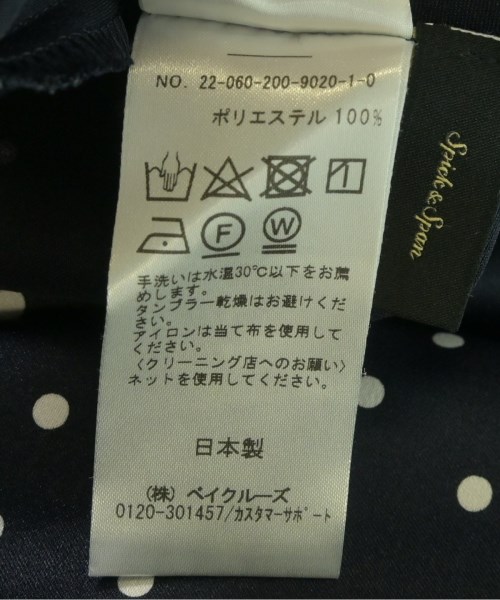 NO. 22-060-200-9020-1-0
ポリエステル 100%
F W
手洗いは水温30℃以下をお薦
めします。
タンブラー乾燥はお避けくだ
さい。
アイロンは当て布を使用して
ください。
〈クリーニング店へのお願い〉
ネットを使用してください。
日本製
(株) ベイクルーズ
0120-301457/カスタマーサポート
Spick & Span